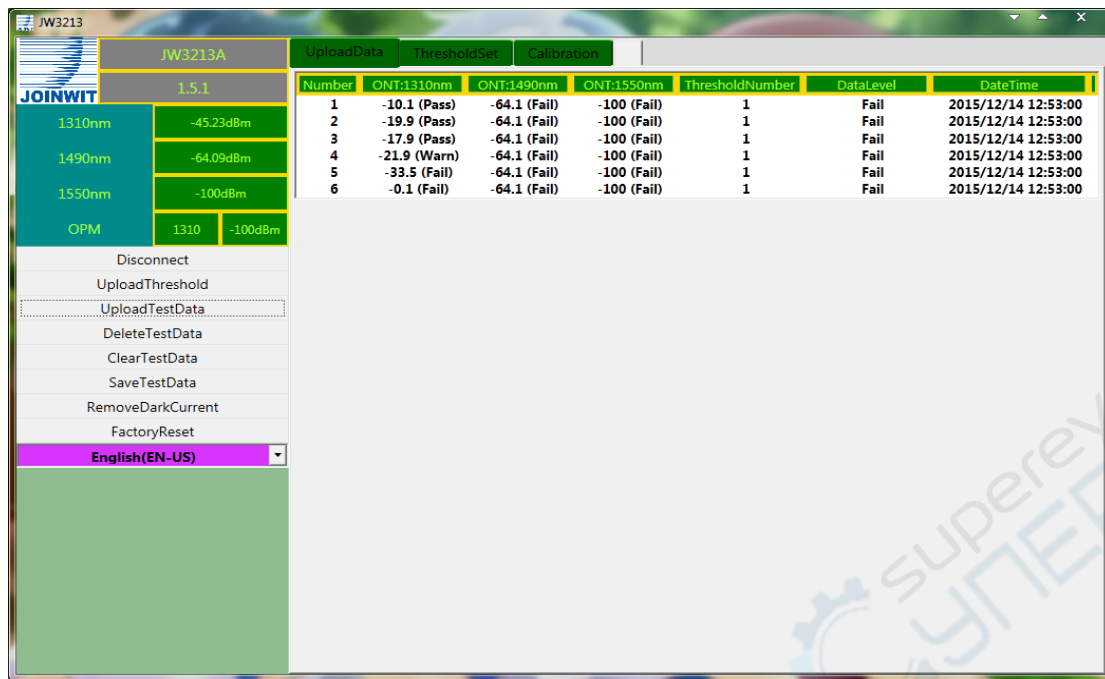 JW3213
JOINWIT
JW3213A
1.5.1
1310nm -45.23dBm
1490nm -64.09dBm
1550nm -100dBm
OPM 1310 -100dBm
Disconnect
UploadThreshold
UploadTestData
DeleteTestData
ClearTestData
SaveTestData
RemoveDarkCurrent
FactoryReset
English(EN-US)
UploadData ThresholdSet Calibration
Number ONT:1310nm ONT:1490nm ONT:1550nm ThresholdNumber DataLevel DateTime
1 -10.1 (Pass) -64.1 (Fail) -100 (Fail) 1 Fail 2015/12/14 12:53:00
2 -19.9 (Pass) -64.1 (Fail) -100 (Fail) 1 Fail 2015/12/14 12:53:00
3 -17.9 (Pass) -64.1 (Fail) -100 (Fail) 1 Fail 2015/12/14 12:53:00
4 -21.9 (Warn) -64.1 (Fail) -100 (Fail) 1 Fail 2015/12/14 12:53:00
5 -33.5 (Fail) -64.1 (Fail) -100 (Fail) 1 Fail 2015/12/14 12:53:00
6 -0.1 (Fail) -64.1 (Fail) -100 (Fail) 1 Fail 2015/12/14 12:53:00